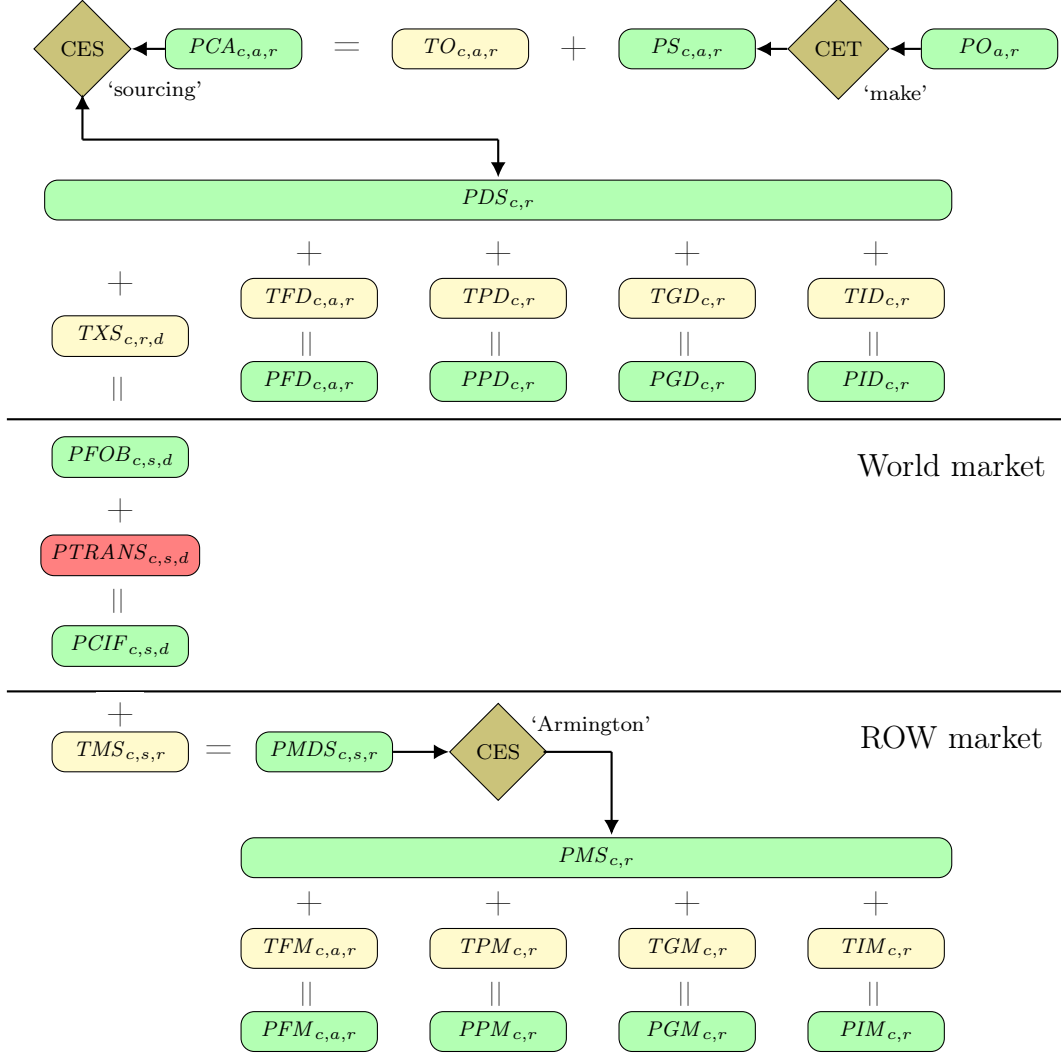 CES PCA_{c,a,r} = TO_{c,a,r} + PS_{c,a,r} CET PO_{a,r}
‘sourcing’ ‘make’
PDS_{c,r}
+ + + + +
TXS_{c,r,d} TFD_{c,a,r} TPD_{c,r} TGD_{c,r} TID_{c,r}
= = = = =
PFD_{c,a,r} PPD_{c,r} PGD_{c,r} PID_{c,r}
PFOB_{c,s,d} World market
+
PTRANS_{c,s,d}
=
PCIF_{c,s,d}
+
‘Armington’ ROW market
TMS_{c,s,r} = PMDS_{c,s,r} CES
PMS_{c,r}
+ + + +
TFM_{c,a,r} TPM_{c,r} TGM_{c,r} TIM_{c,r}
= = = =
PFM_{c,a,r} PPM_{c,r} PGM_{c,r} PIM_{c,r}